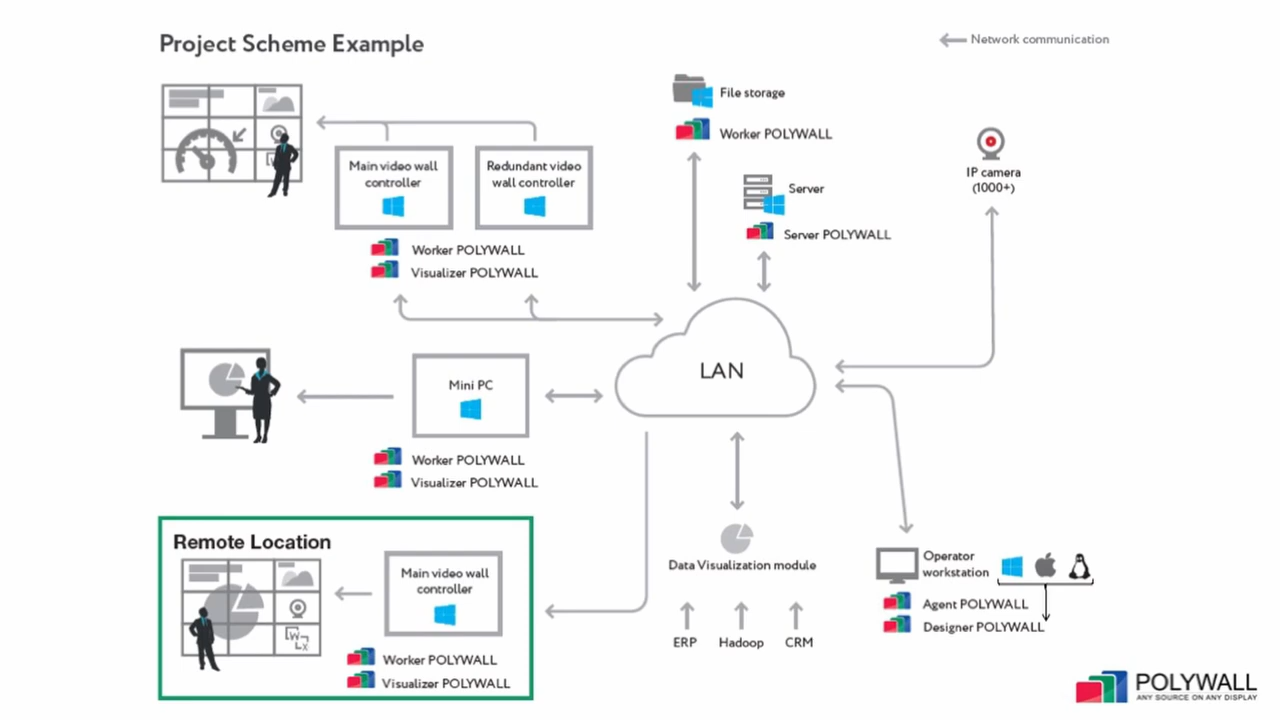 Project Scheme Example
Network communication
File storage
Worker POLYWALL
Main video wall
controller
Redundant video
wall controller
Worker POLYWALL
Visualizer POLYWALL
Server
Server POLYWALL
IP camera
(1000+)
LAN
Mini PC
Worker POLYWALL
Visualizer POLYWALL
Remote Location
Main video wall
controller
W
X
Worker POLYWALL
Visualizer POLYWALL
Data Visualization module
ERP
Hadoop
CRM
Operator
workstation
Agent POLYWALL
Designer POLYWALL
POLYWALL
ANY SOURCE ON ANY DISPLAY